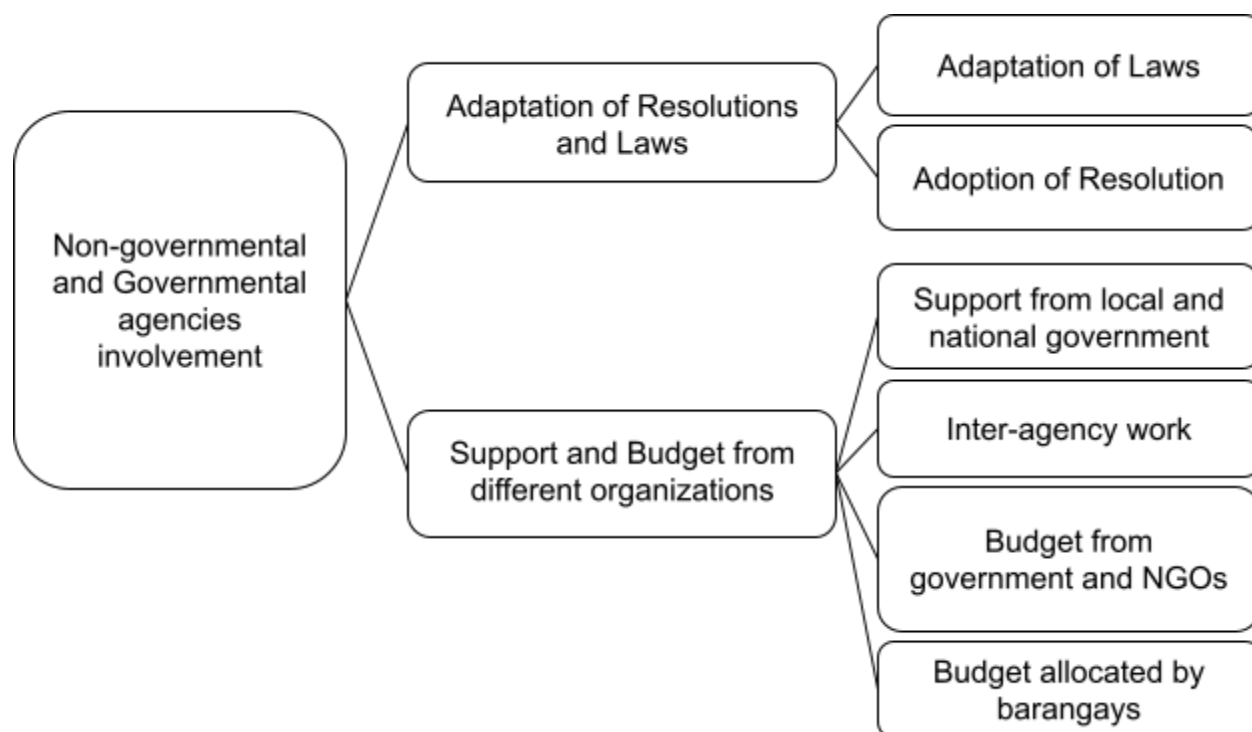 Non-governmental
and Governmental
agencies
involvement
Adaptation of Resolutions
and Laws
Adaptation of Laws
Adoption of Resolution
Support and Budget from
different organizations
Support from local and
national government
Inter-agency work
Budget from
government and NGOs
Budget allocated by
barangays